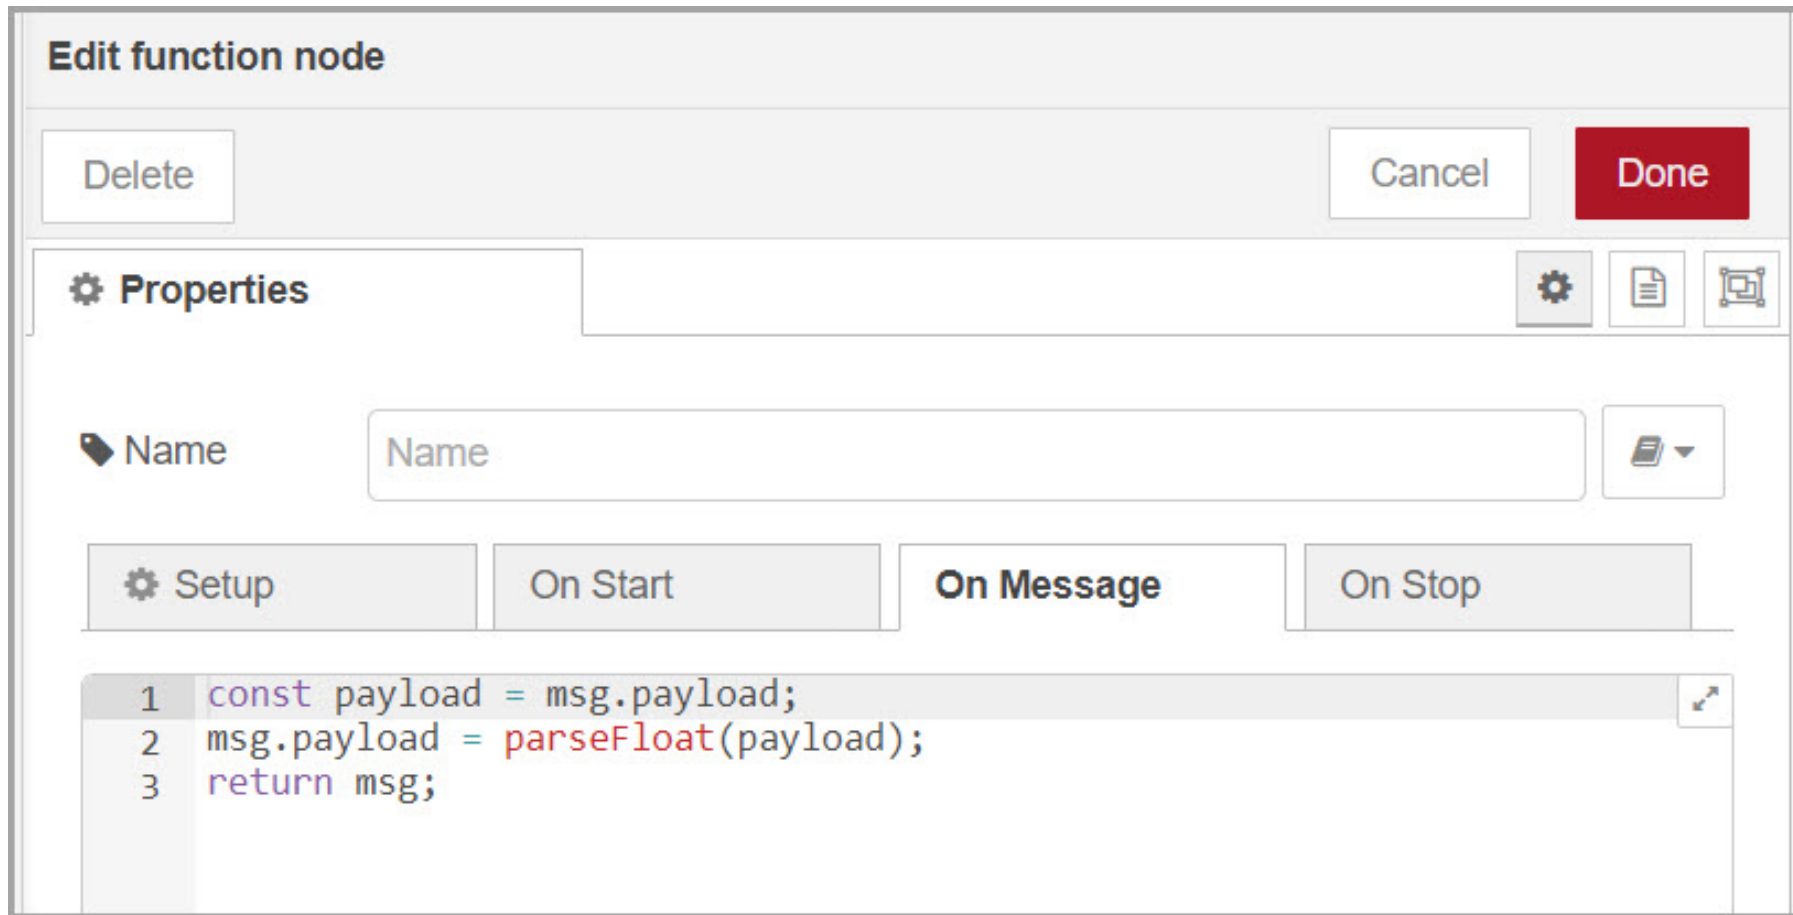 Edit function node
Delete Cancel Done
Properties
Name Name
Setup On Start On Message On Stop
1 const payload = msg.payload;
2 msg.payload = parseFloat(payload);
3 return msg;